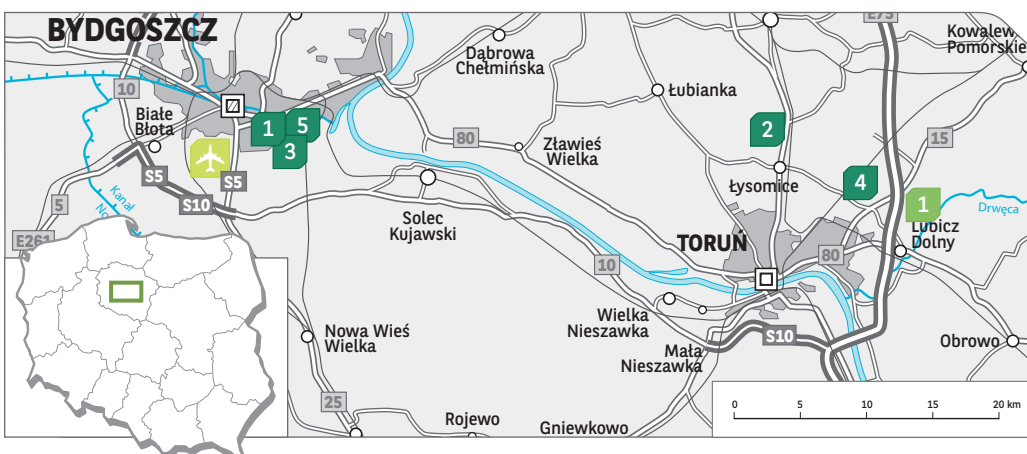 BYDGOSZCZ
E75
Kowalew
Pomorskie
Dąbrowa
Chełmińska
10
Łubianka
Białe
Błota
1
5
3
80
Zławieś
Wielka
2
15
S5
S5
Łysomice
4
Kanał
No
5
S10
Solec
Kujawski
1
Drwęca
E261
TORUŃ
Lubicz
Dolny
80
10
Wielka
Nieszawka
Nowa Wieś
Wielka
S10
Mała
Nieszawka
Obrowo
25
Rojewo
Gniewkowo
0 5 10 15 20 km